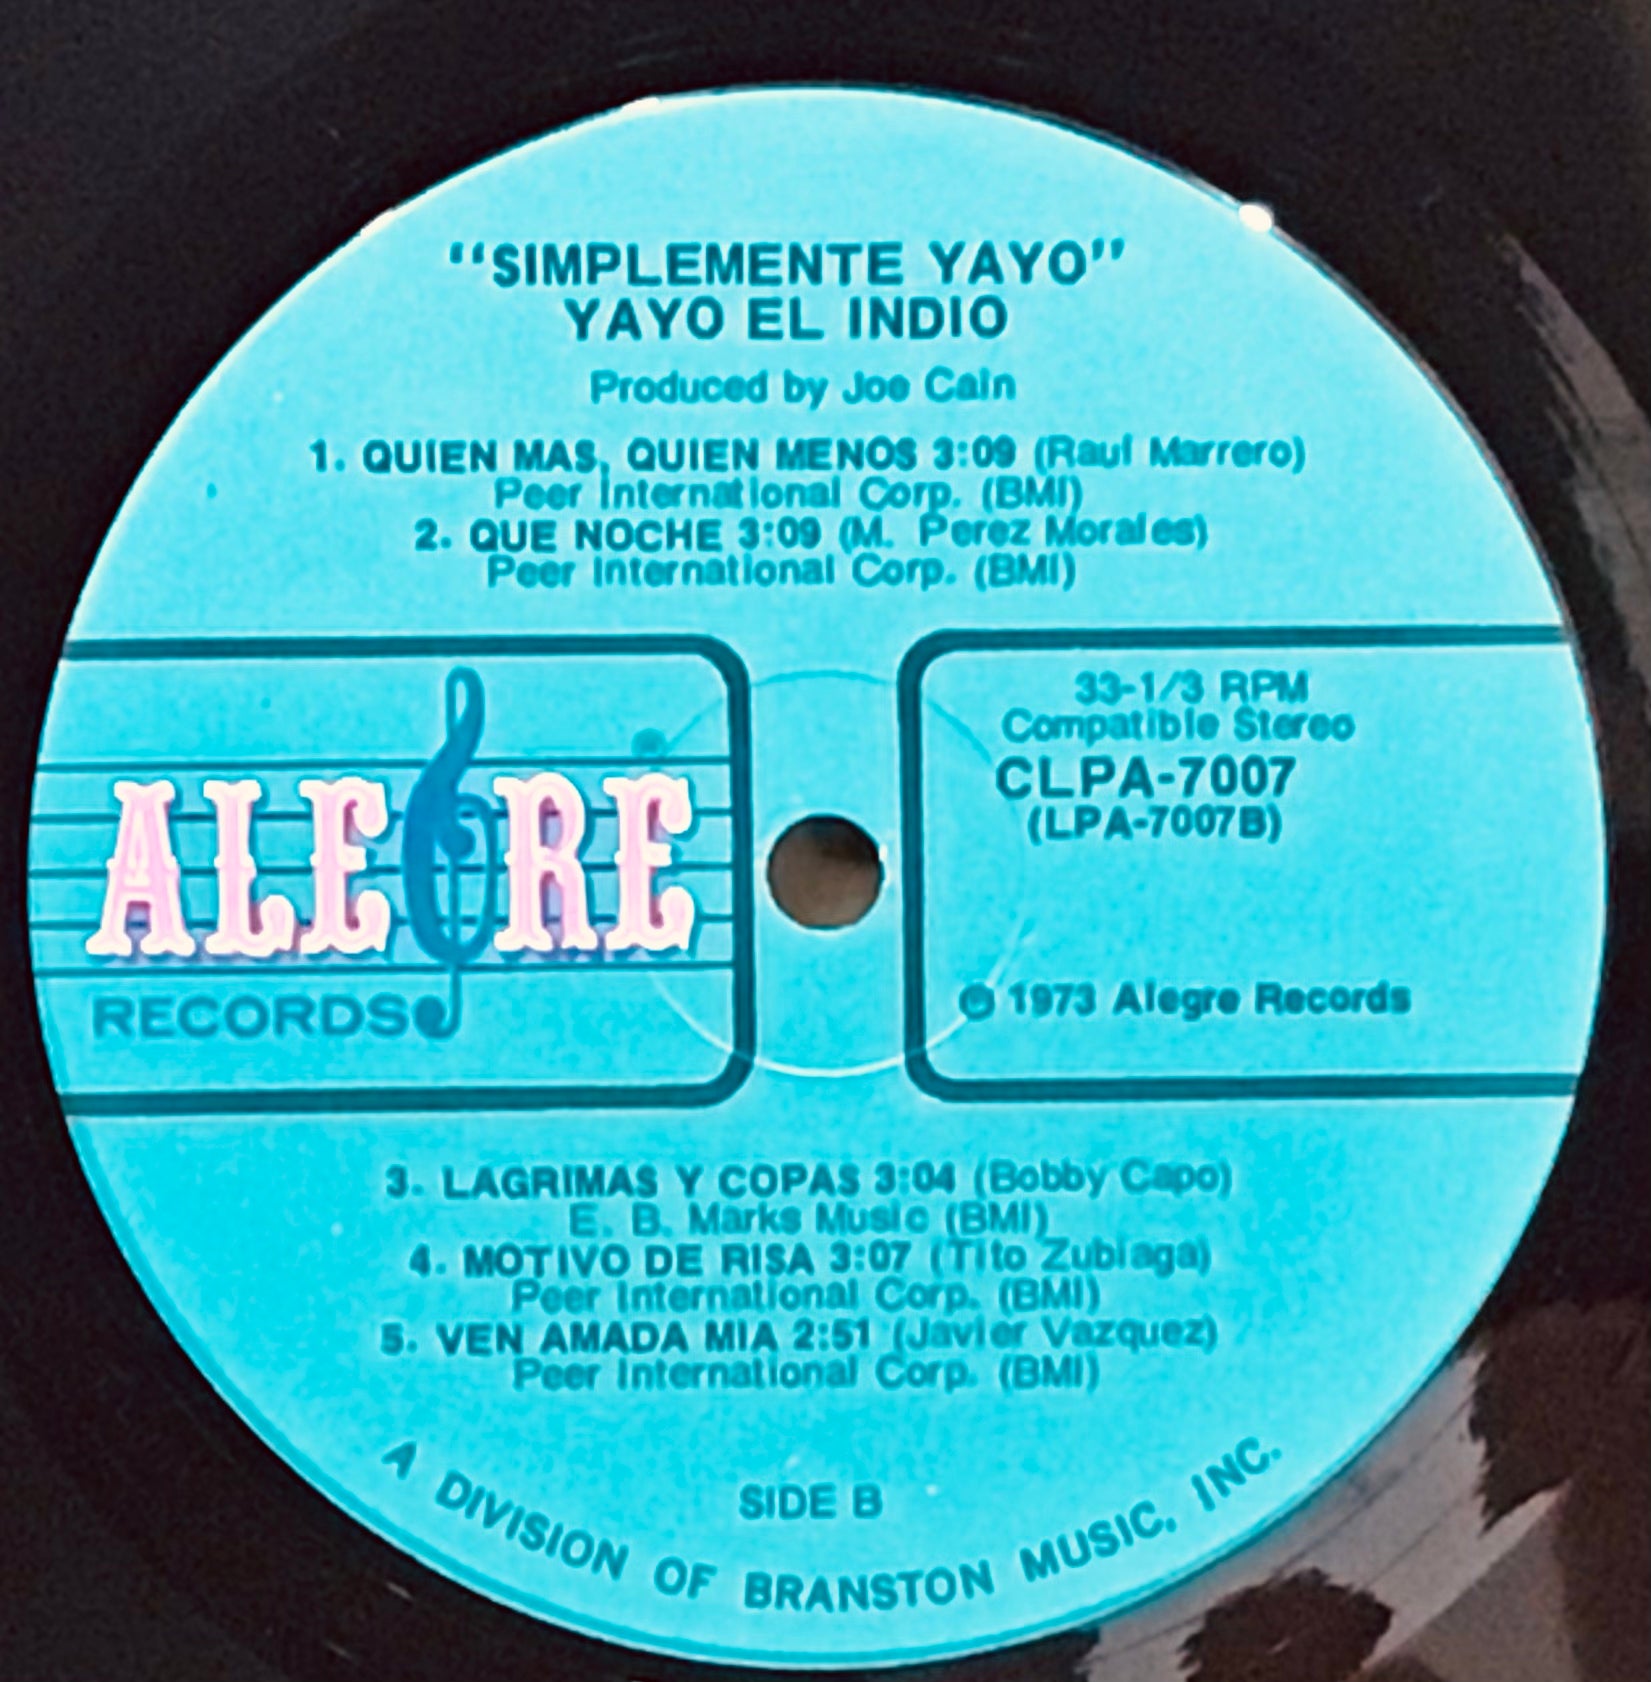 "SIMPLEMENTE YAYO"
YAYO EL INDIO
Produced by Joe Cain
1. QUIEN MAS, QUIEN MENOS 3:09 (Raul Marrero)
Peer International Corp. (BMI)
2. QUE NOCHE 3:09 (M. Perez Morales)
Peer International Corp. (BMI)
ALEGRE
RECORDS
33-1/3 RPM
Compatible Stereo
CLPA-7007
(LPA-7007B)
℗ 1973 Alegre Records
3. LAGRIMAS Y COPAS 3:04 (Bobby Capo)
E. B. Marks Music (BMI)
4. MOTIVO DE RISA 3:07 (Tito Zubiaga)
Peer International Corp. (BMI)
5. VEN AMADA MIA 2:51 (Javier Vazquez)
Peer International Corp. (BMI)
SIDE B
A DIVISION OF BRANSTON MUSIC, INC.